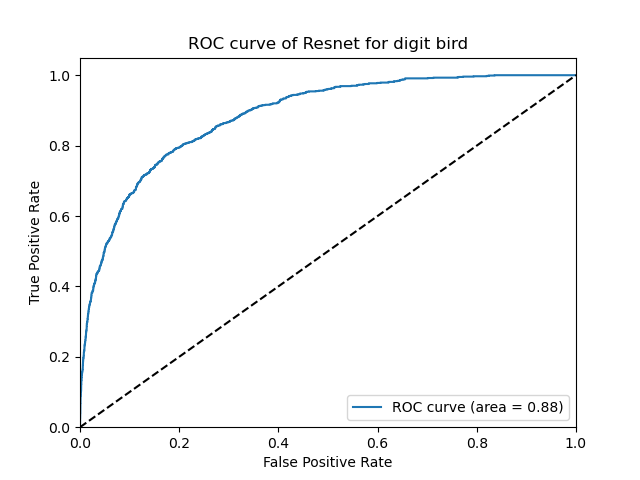 ROC curve of Resnet for digit bird
True Positive Rate
1.0
0.8
0.6
0.4
0.2
0.0
ROC curve (area = 0.88)
0.0 0.2 0.4 0.6 0.8 1.0
False Positive Rate